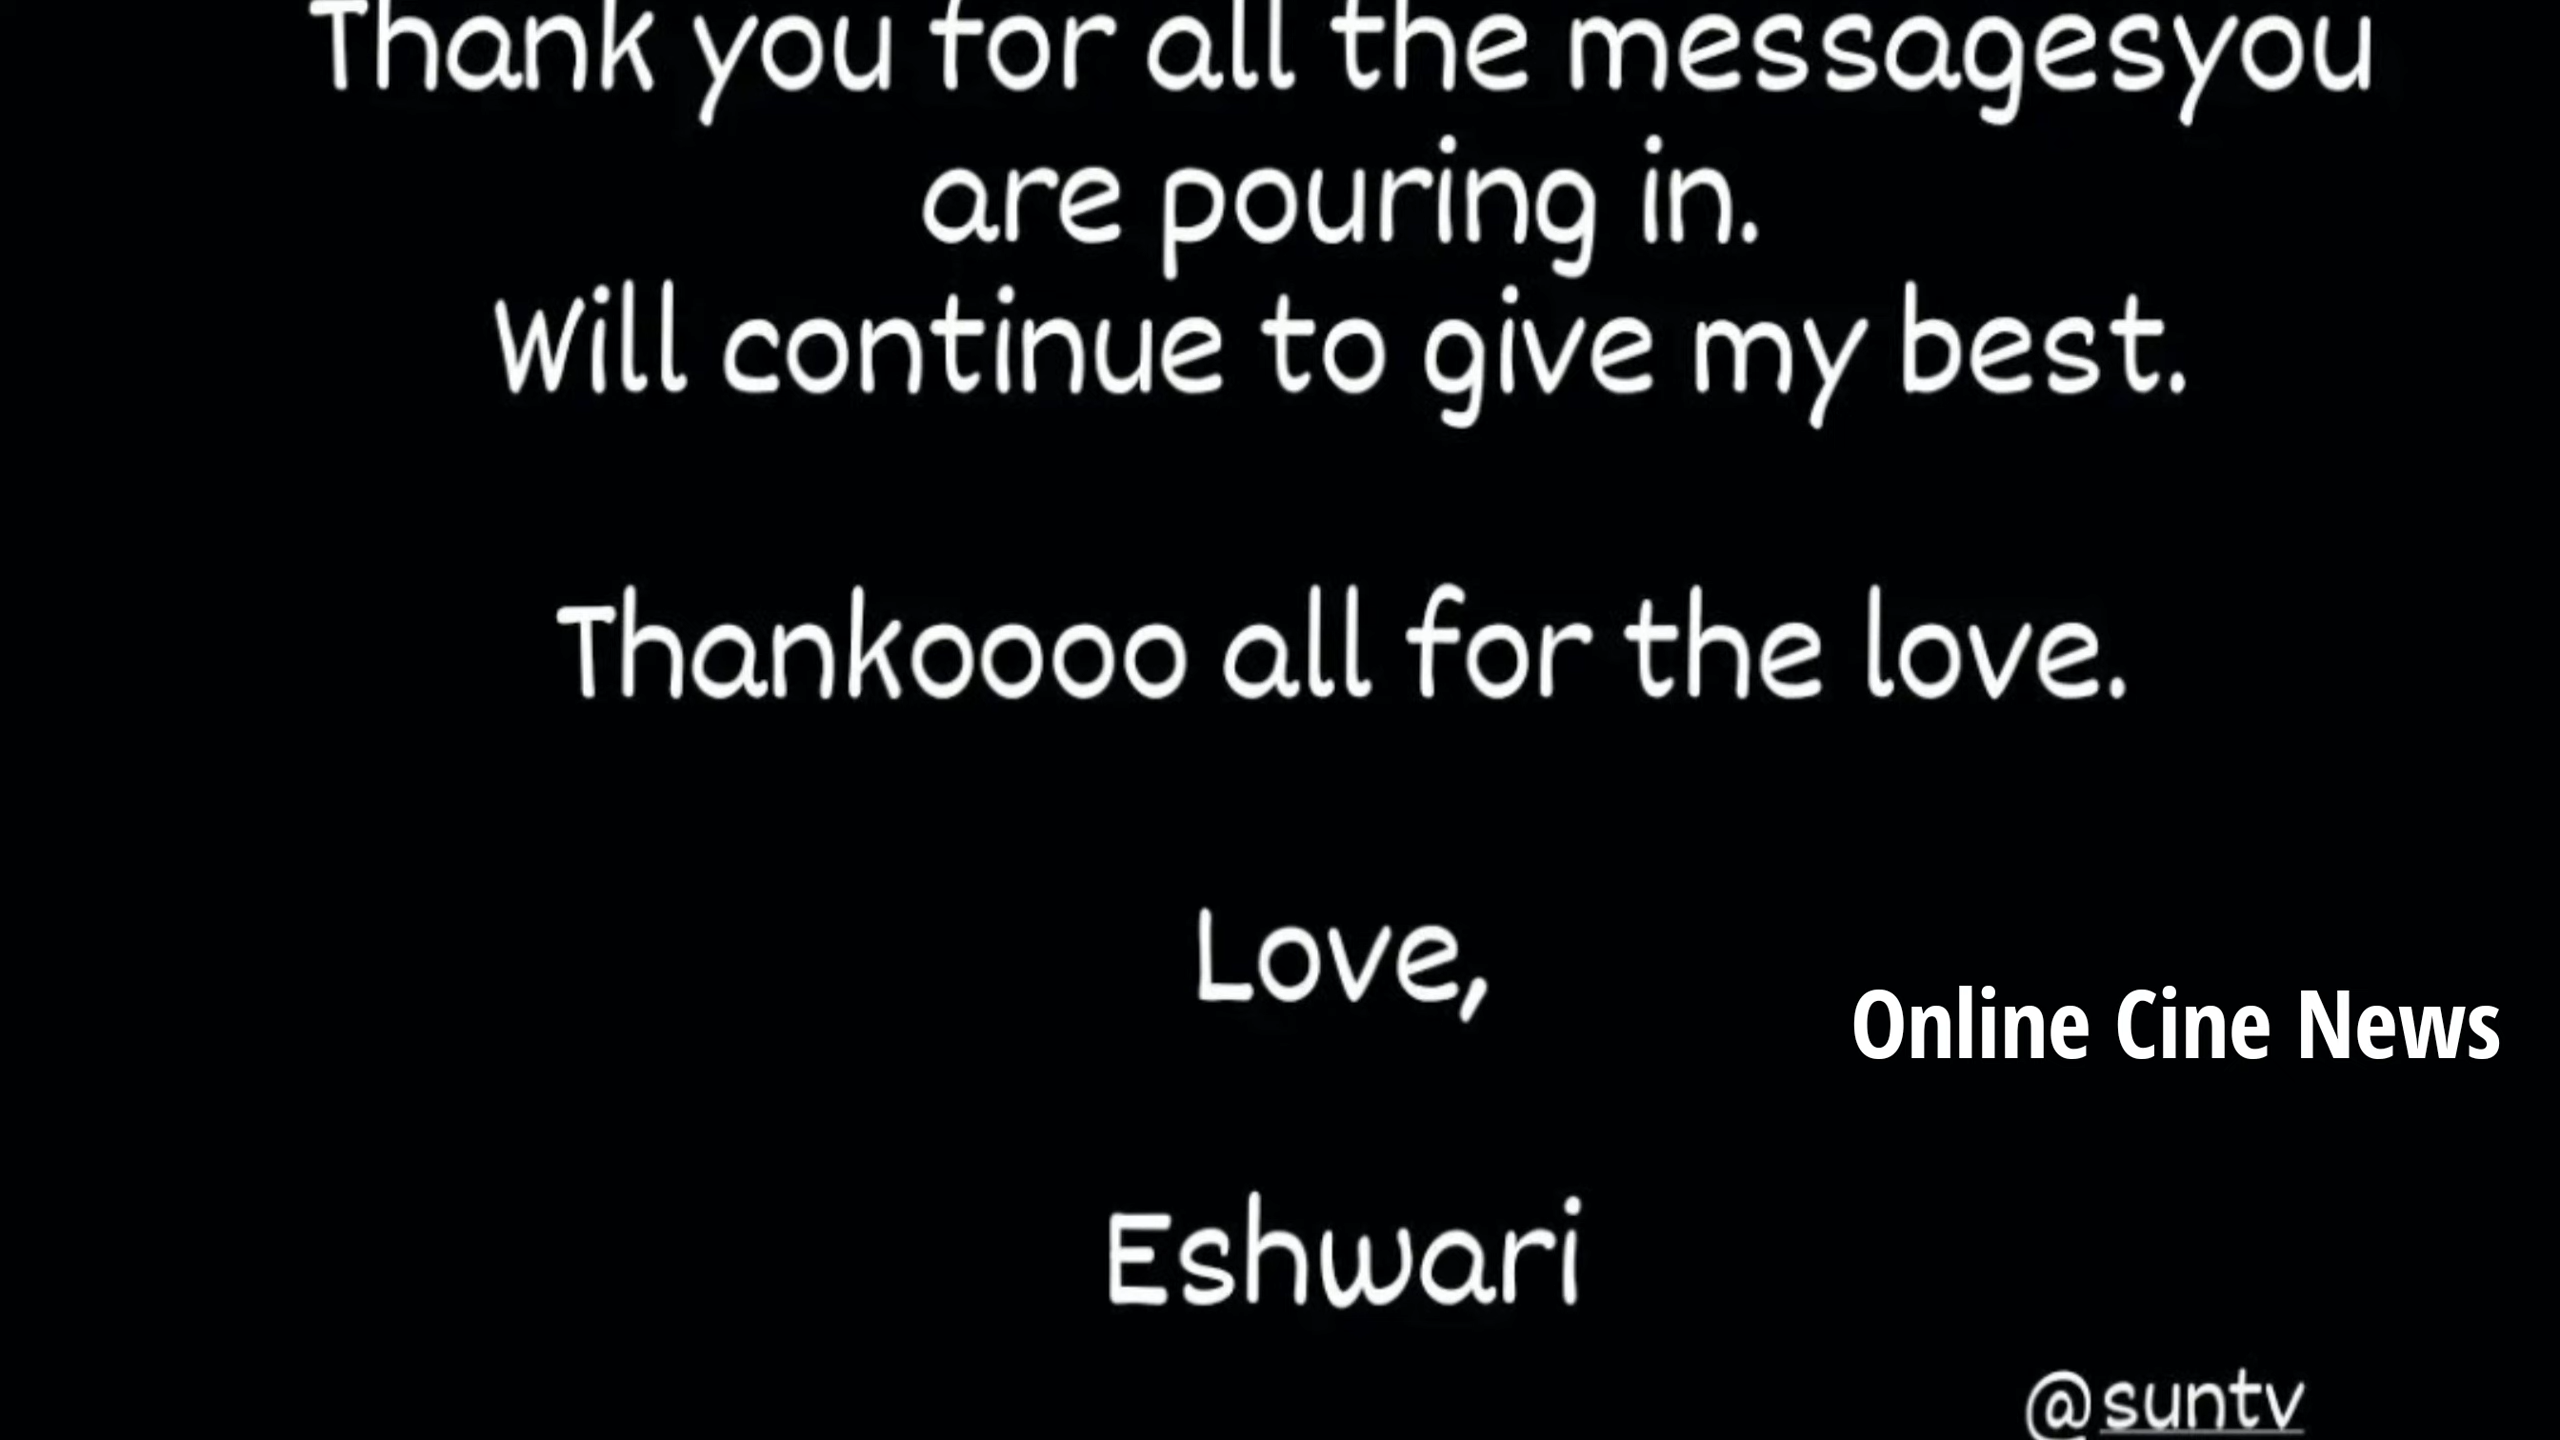 Thank you for all the messagesyou
are pouring in.
Will continue to give my best.
Thankoooo all for the love.
Love,
Online Cine News
Eshwari
@suntv